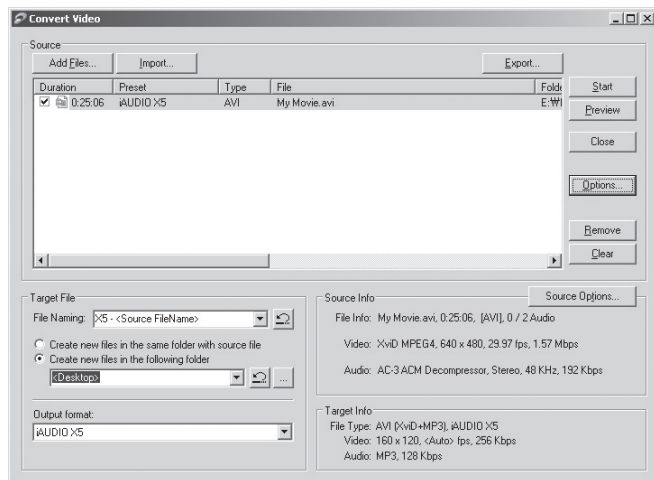 Convert Video
Source
Add Files... Import... Export...
Duration Preset Type File Folde
0:25:06 iAUDIO X5 AVI My Movie.avi E:₩
Start
Preview
Close
Options...
Remove
Clear
Target File
File Naming: X5 - <Source FileName>
Create new files in the same folder with source file
Create new files in the following folder
<Desktop> ...
Output format:
iAUDIO X5
Source Info Source Options...
File Info: My Movie.avi, 0:25:06, [AVI], 0 / 2 Audio
Video: XviD MPEG4, 640 x 480, 29.97 fps, 1.57 Mbps
Audio: AC-3 ACM Decompressor, Stereo, 48 KHz, 192 Kbps
Target Info
File Type: AVI (XviD+MP3), iAUDIO X5
Video: 160 x 120, <Auto> fps, 256 Kbps
Audio: MP3, 128 Kbps